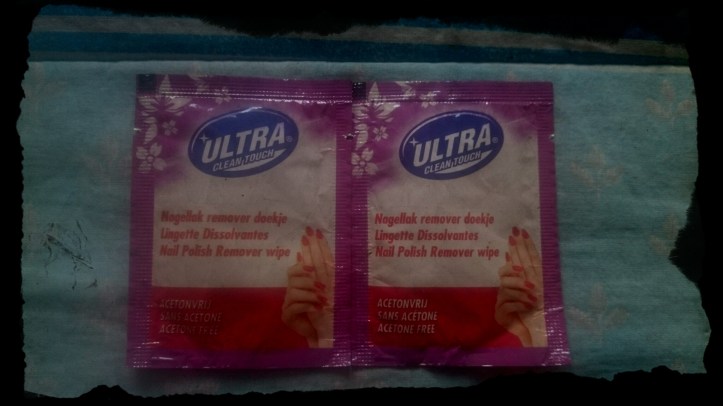 ULTRA®
CLEAN TOUCH
Nagellak remover doekje
Lingette Dissolvantes
Nail Polish Remover wipe
ACETONVRIJ
SANS ACETONE
ACETONE FREE
ULTRA®
CLEAN TOUCH
Nagellak remover doekje
Lingette Dissolvantes
Nail Polish Remover wipe
ACETONVRIJ
SANS ACETONE
ACETONE FREE